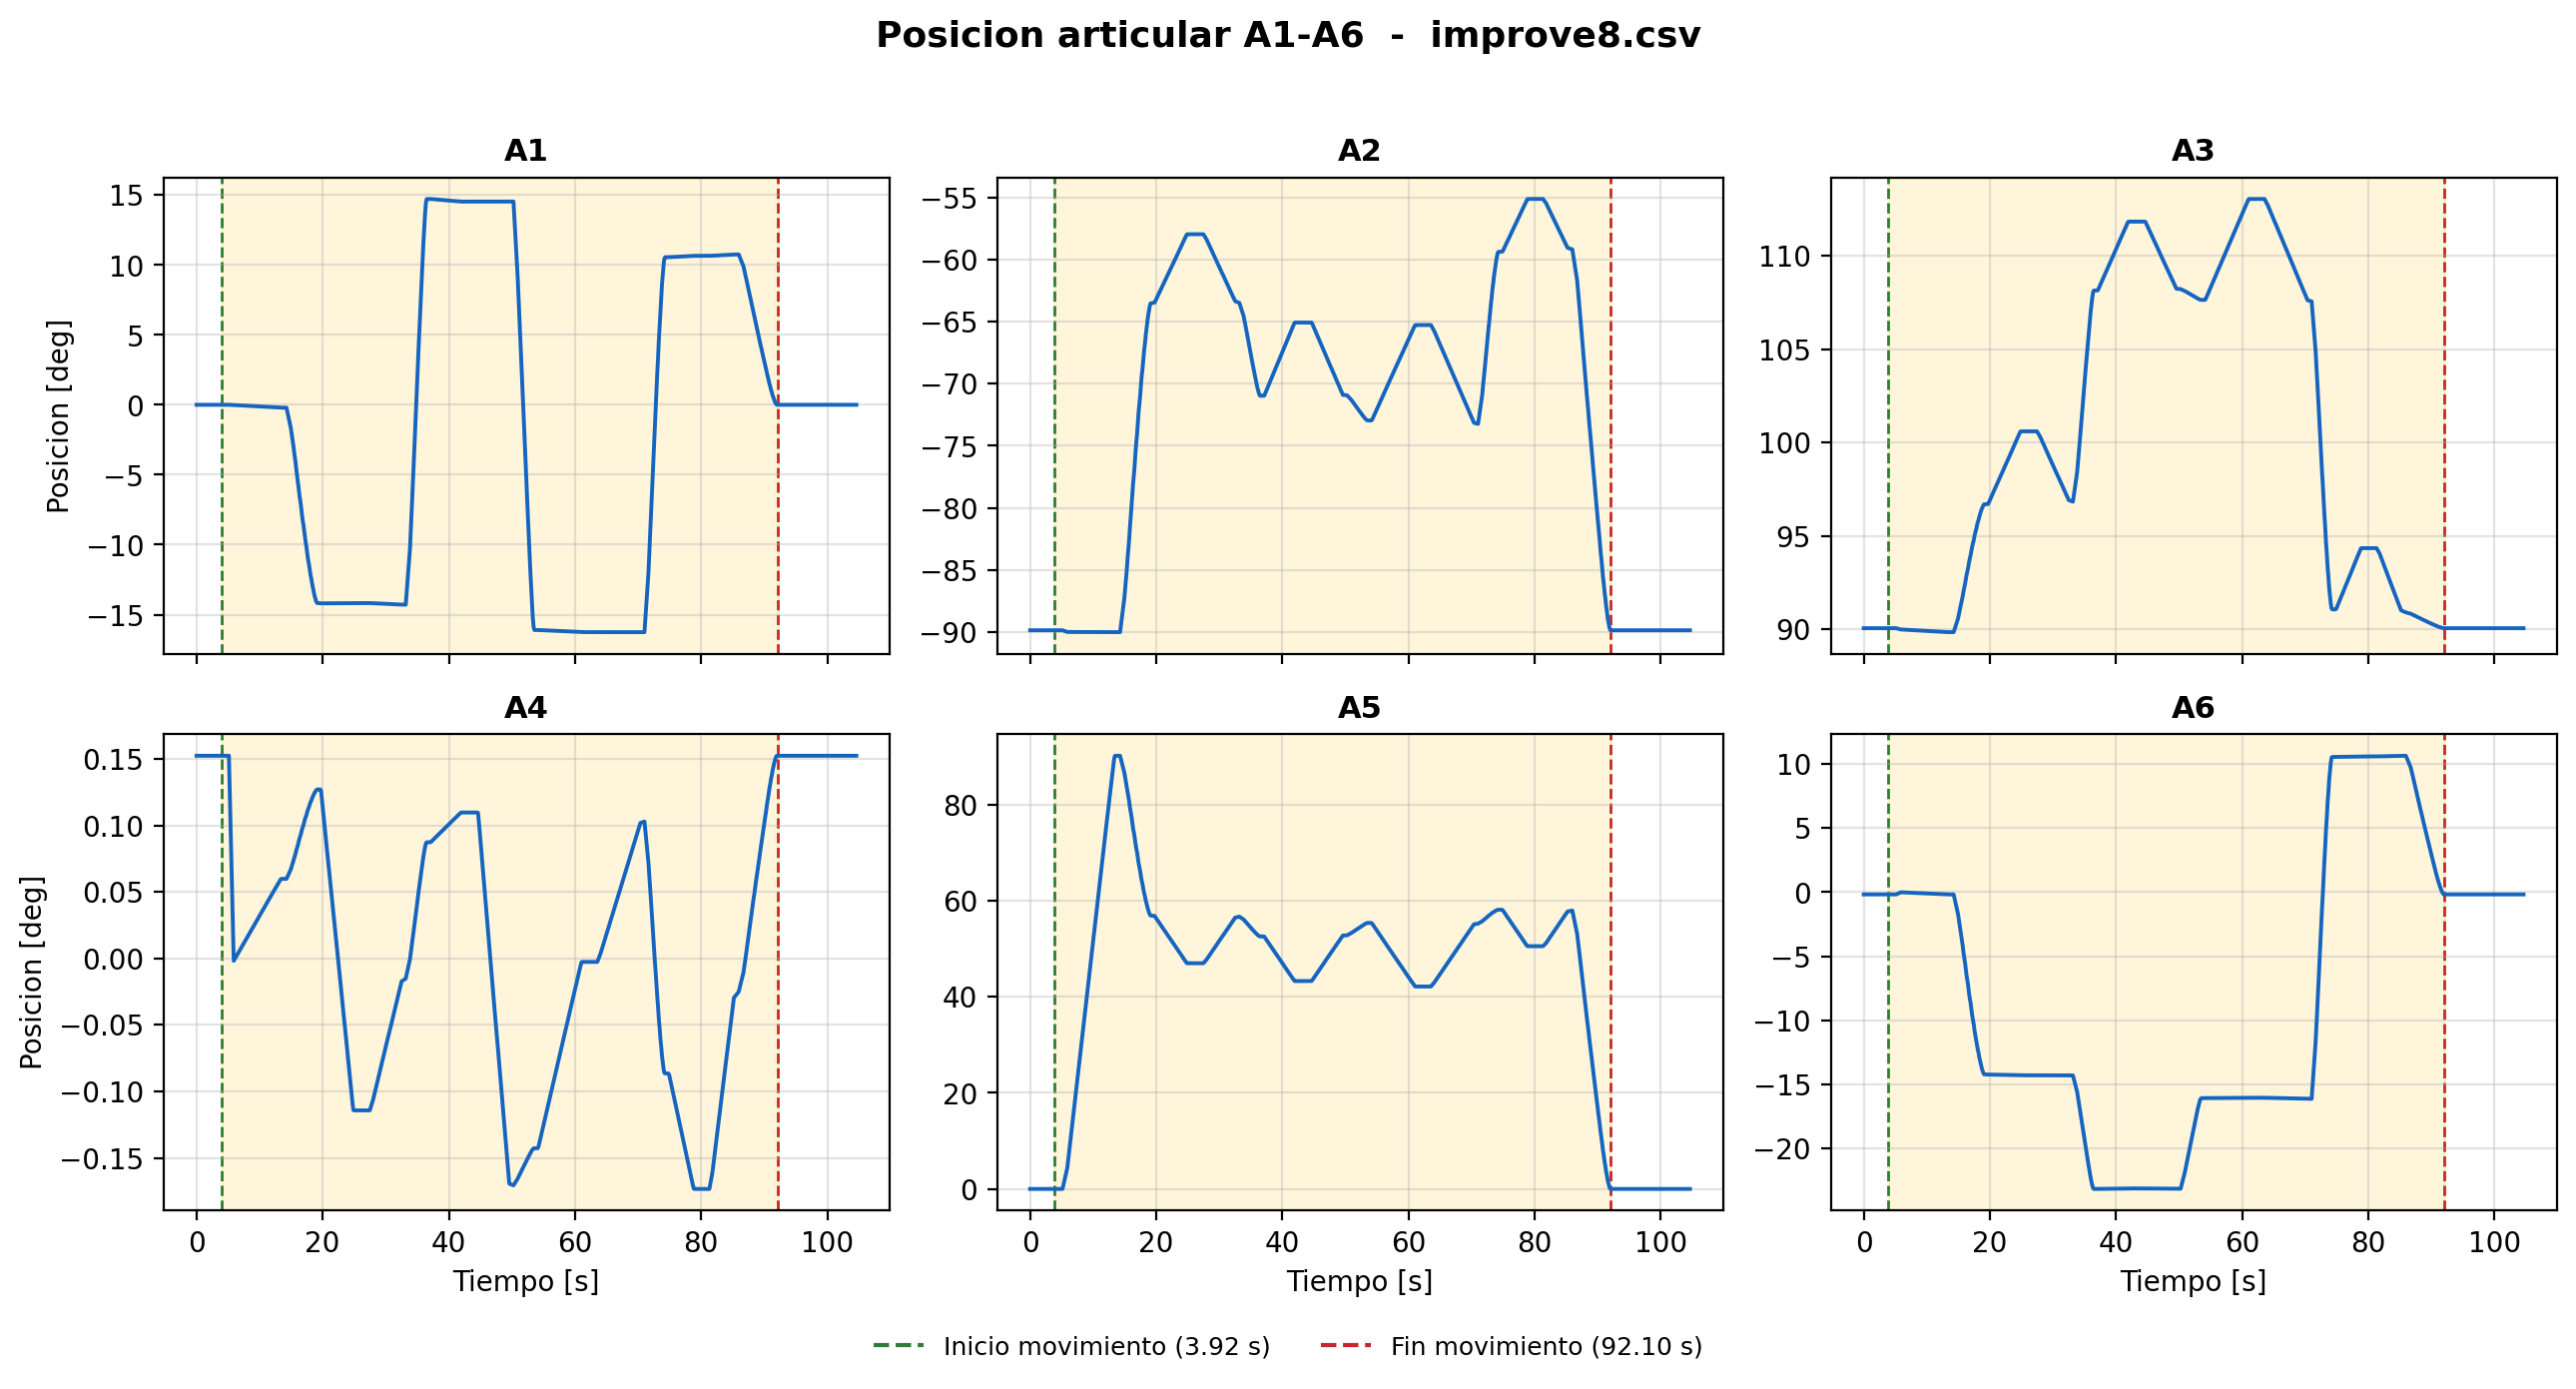 Posicion articular A1-A6  -  improve8.csv
A1
A2
A3
15
10
5
0
−5
−10
−15
Posicion [deg]
−55
−60
−65
−70
−75
−80
−85
−90
110
105
100
95
90
A4
A5
A6
0.15
0.10
0.05
0.00
−0.05
−0.10
−0.15
Posicion [deg]
80
60
40
20
0
10
5
0
−5
−10
−15
−20
0 20 40 60 80 100
0 20 40 60 80 100
0 20 40 60 80 100
Tiempo [s]
Tiempo [s]
Tiempo [s]
Inicio movimiento (3.92 s)
Fin movimiento (92.10 s)